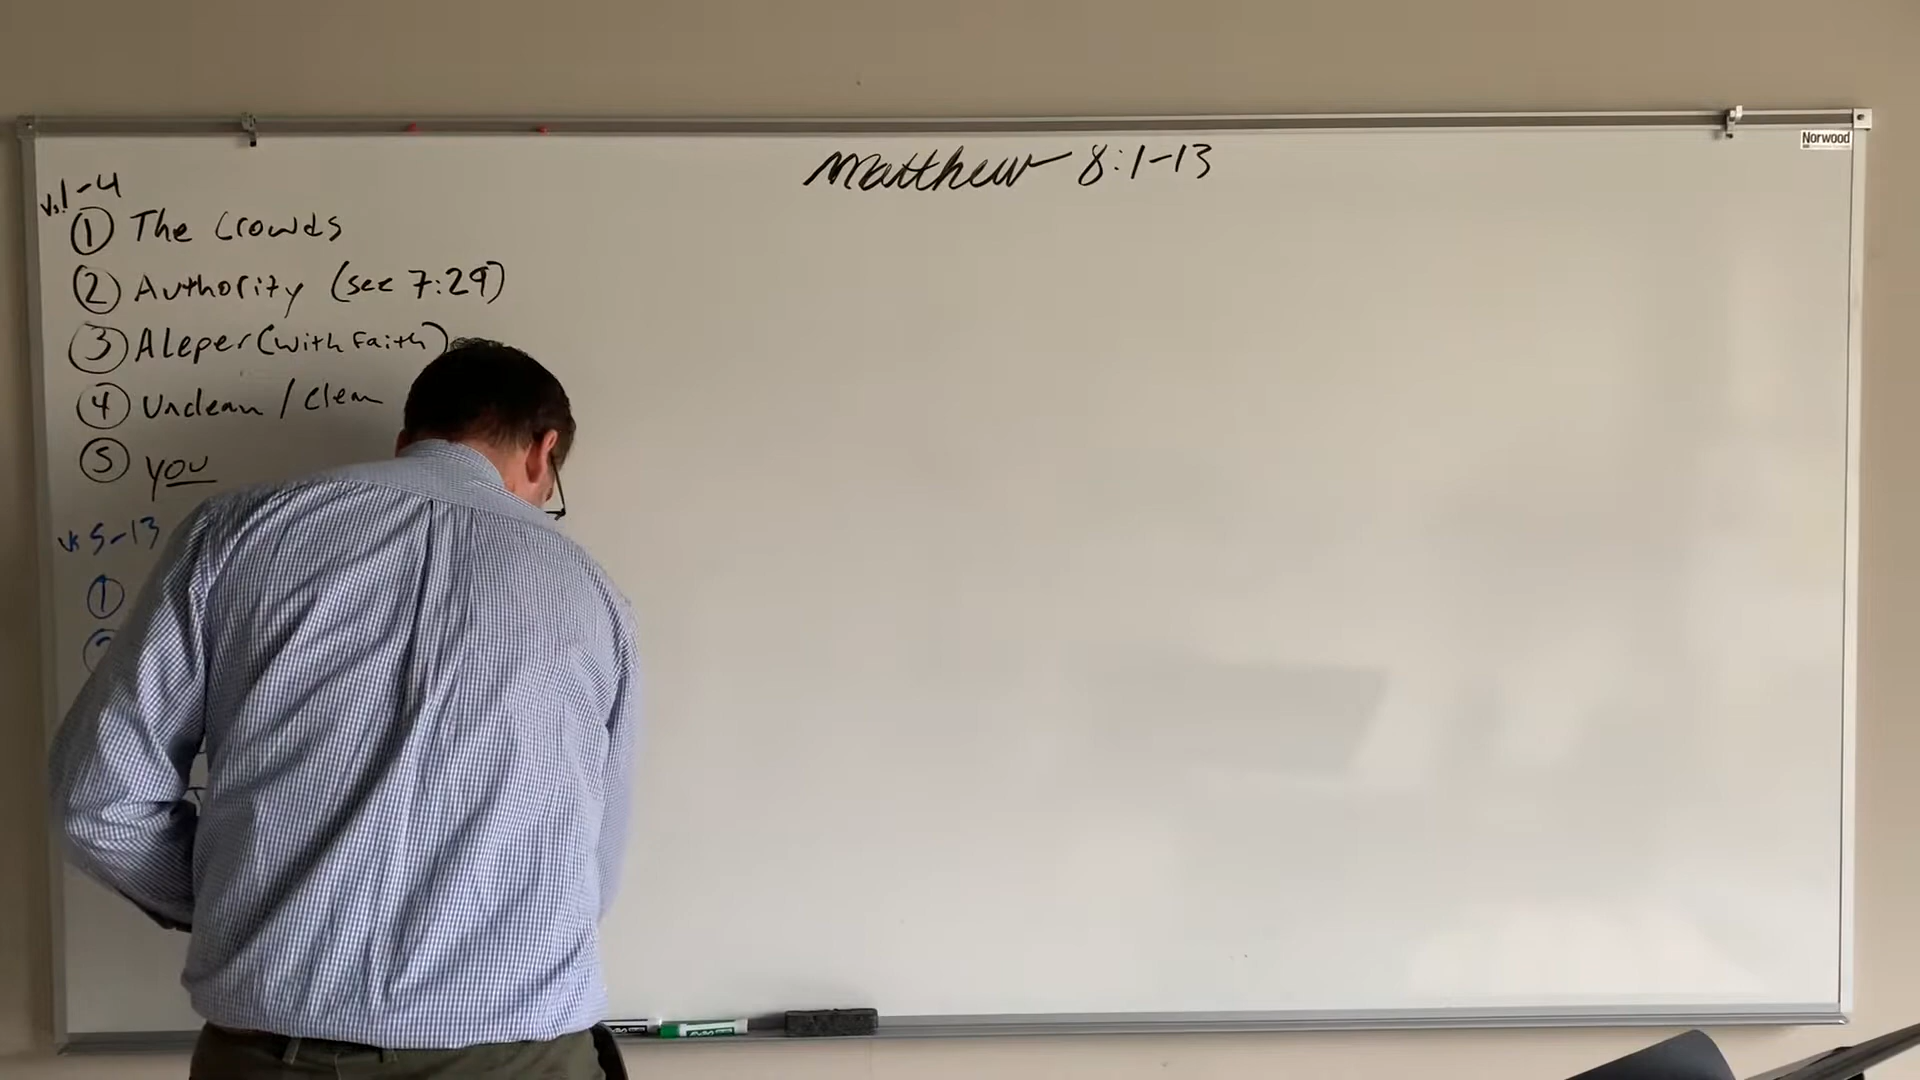 Matthew 8:1-13
Norwood
vs. 1-4
① The Crowds
② Authority (see 7:29)
③ A leper (with Faith)
④ Unclean / Clean
⑤ you
vs 5-13
①
②